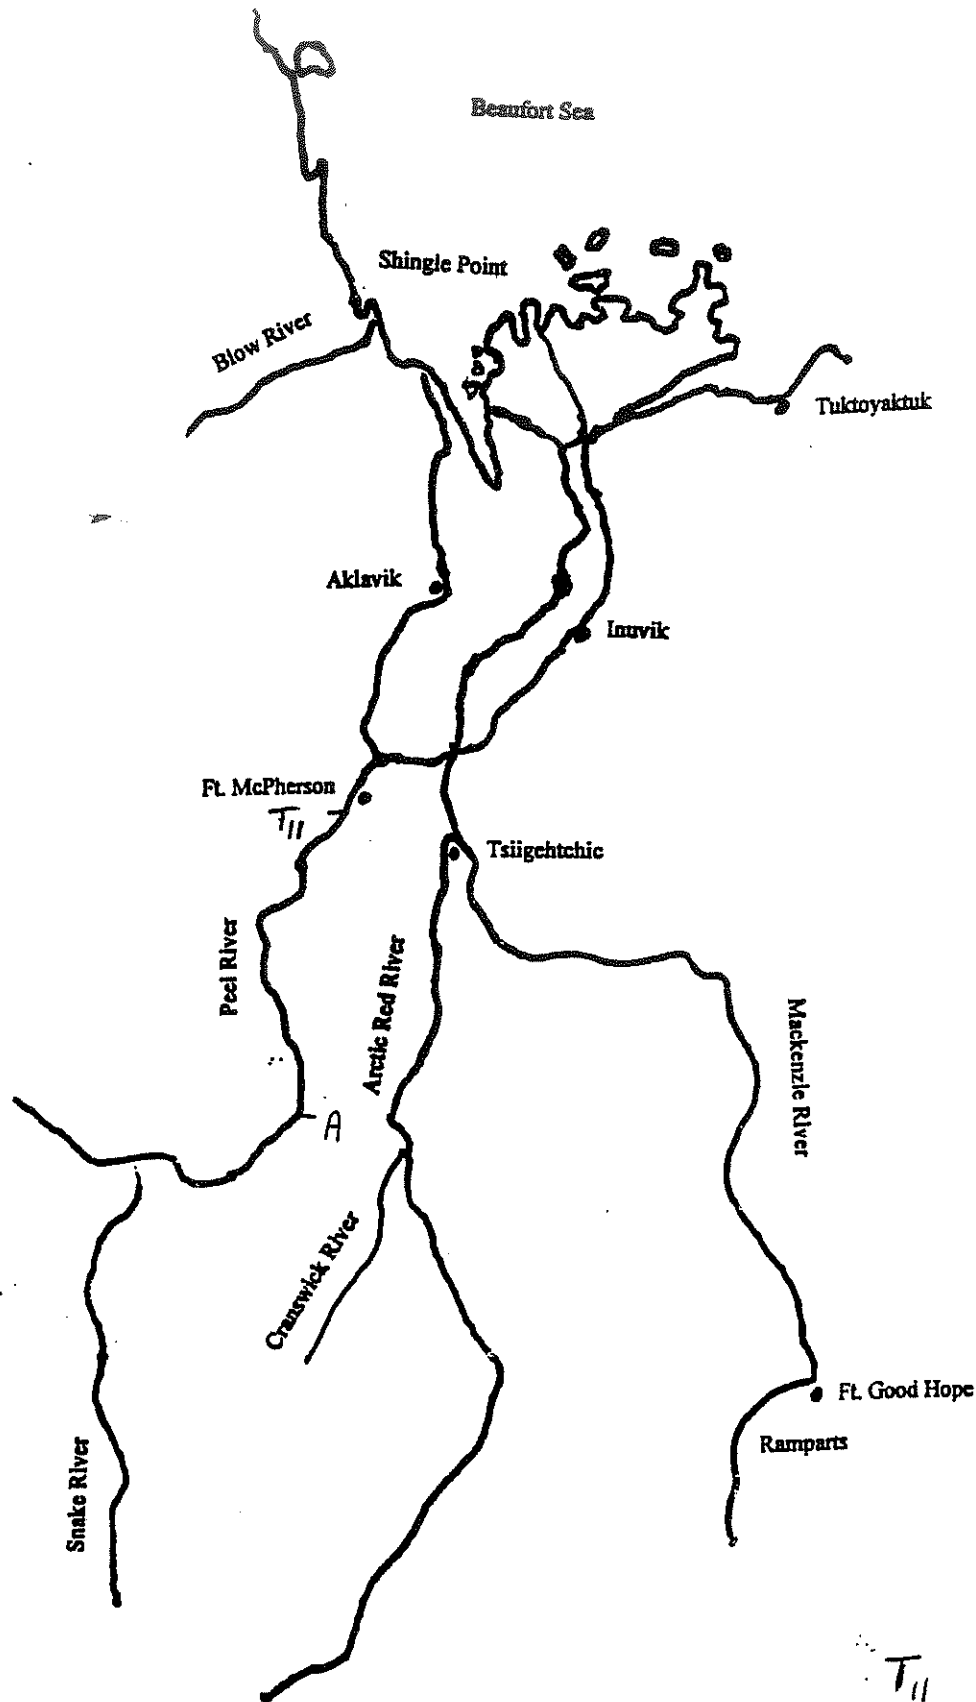 Beaufort Sea
Shingle Point
Blow River
Tuktoyaktuk
Aklavik
Inuvik
Ft. McPherson
T11
Tsiigehtchic
Peel River
Arctic Red River
Mackenzie River
A
Cranswick River
Ft. Good Hope
Ramparts
Snake River
T11